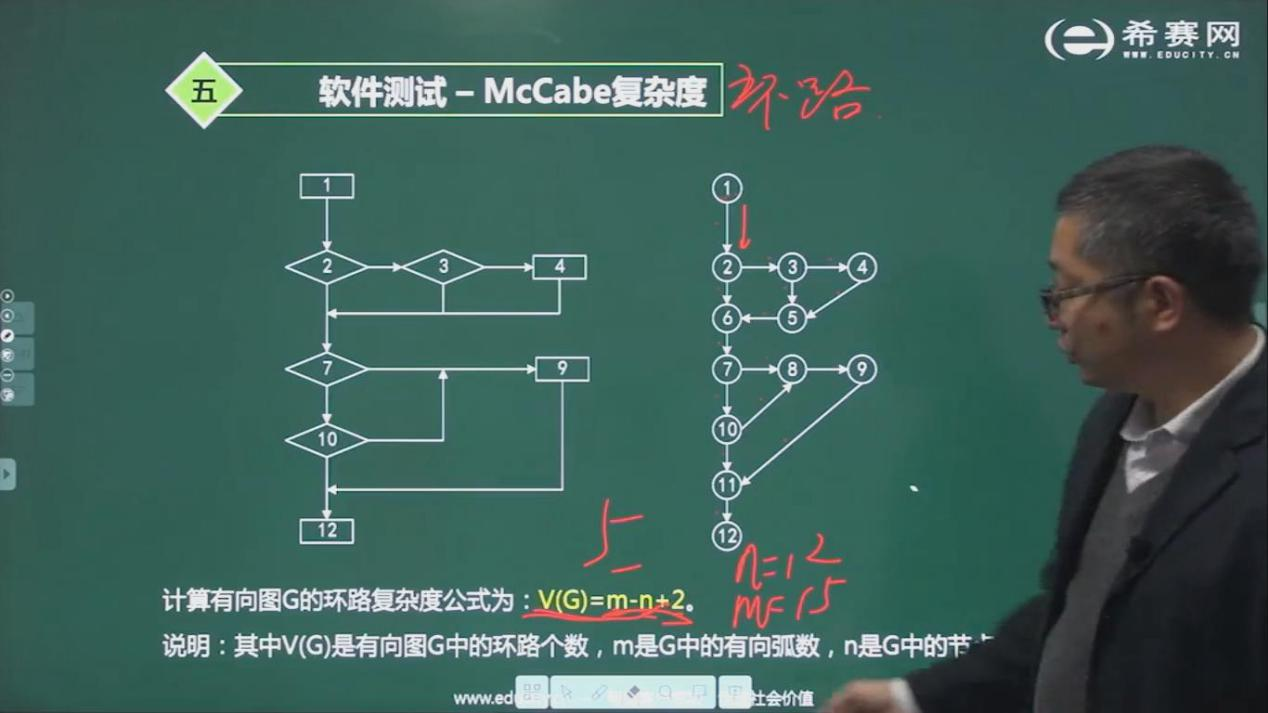 希赛网
WWW.EDUCITY.CN
五
软件测试 – McCabe复杂度
环路
1
2
3
4
7
9
10
12
1
2
3
4
6
5
7
8
9
10
11
12
5
n=12
m=15
计算有向图G的环路复杂度公式为：V(G)=m-n+2。
说明：其中V(G)是有向图G中的环路个数，m是G中的有向弧数，n是G中的节
www.edu
社会价值